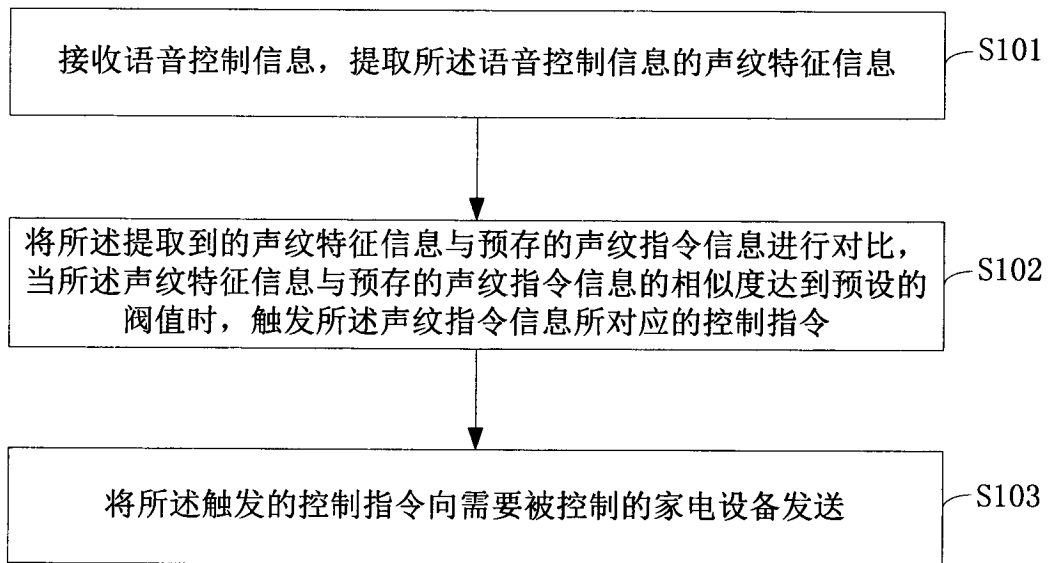 接收语音控制信息，提取所述语音控制信息的声纹特征信息
S101
将所述提取到的声纹特征信息与预存的声纹指令信息进行对比，
当所述声纹特征信息与预存的声纹指令信息的相似度达到预设的
阀值时，触发所述声纹指令信息所对应的控制指令
S102
将所述触发的控制指令向需要被控制的家电设备发送
S103